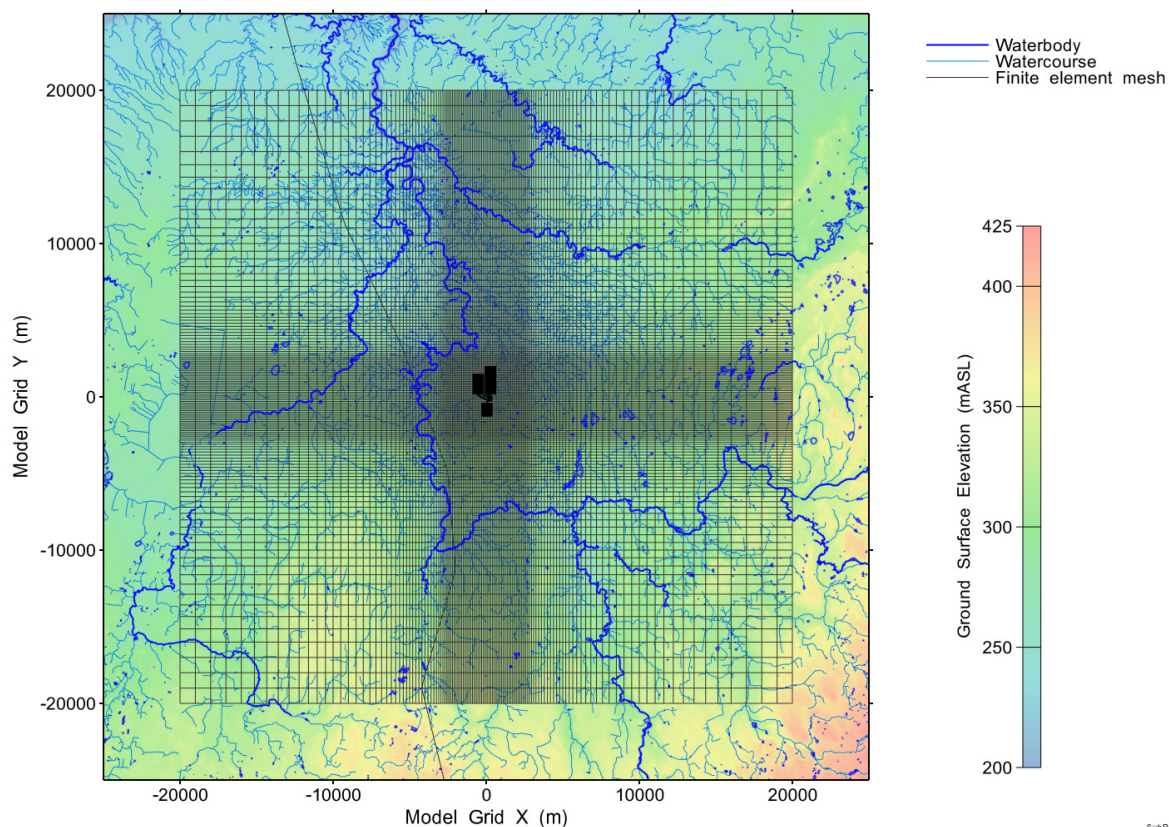 Waterbody
Watercourse
Finite element mesh
20000
10000
0
-10000
-20000
Model Grid Y (m)
-20000
-10000
0
10000
20000
Model Grid X (m)
425
400
350
300
250
200
Ground Surface Elevation (mASL)